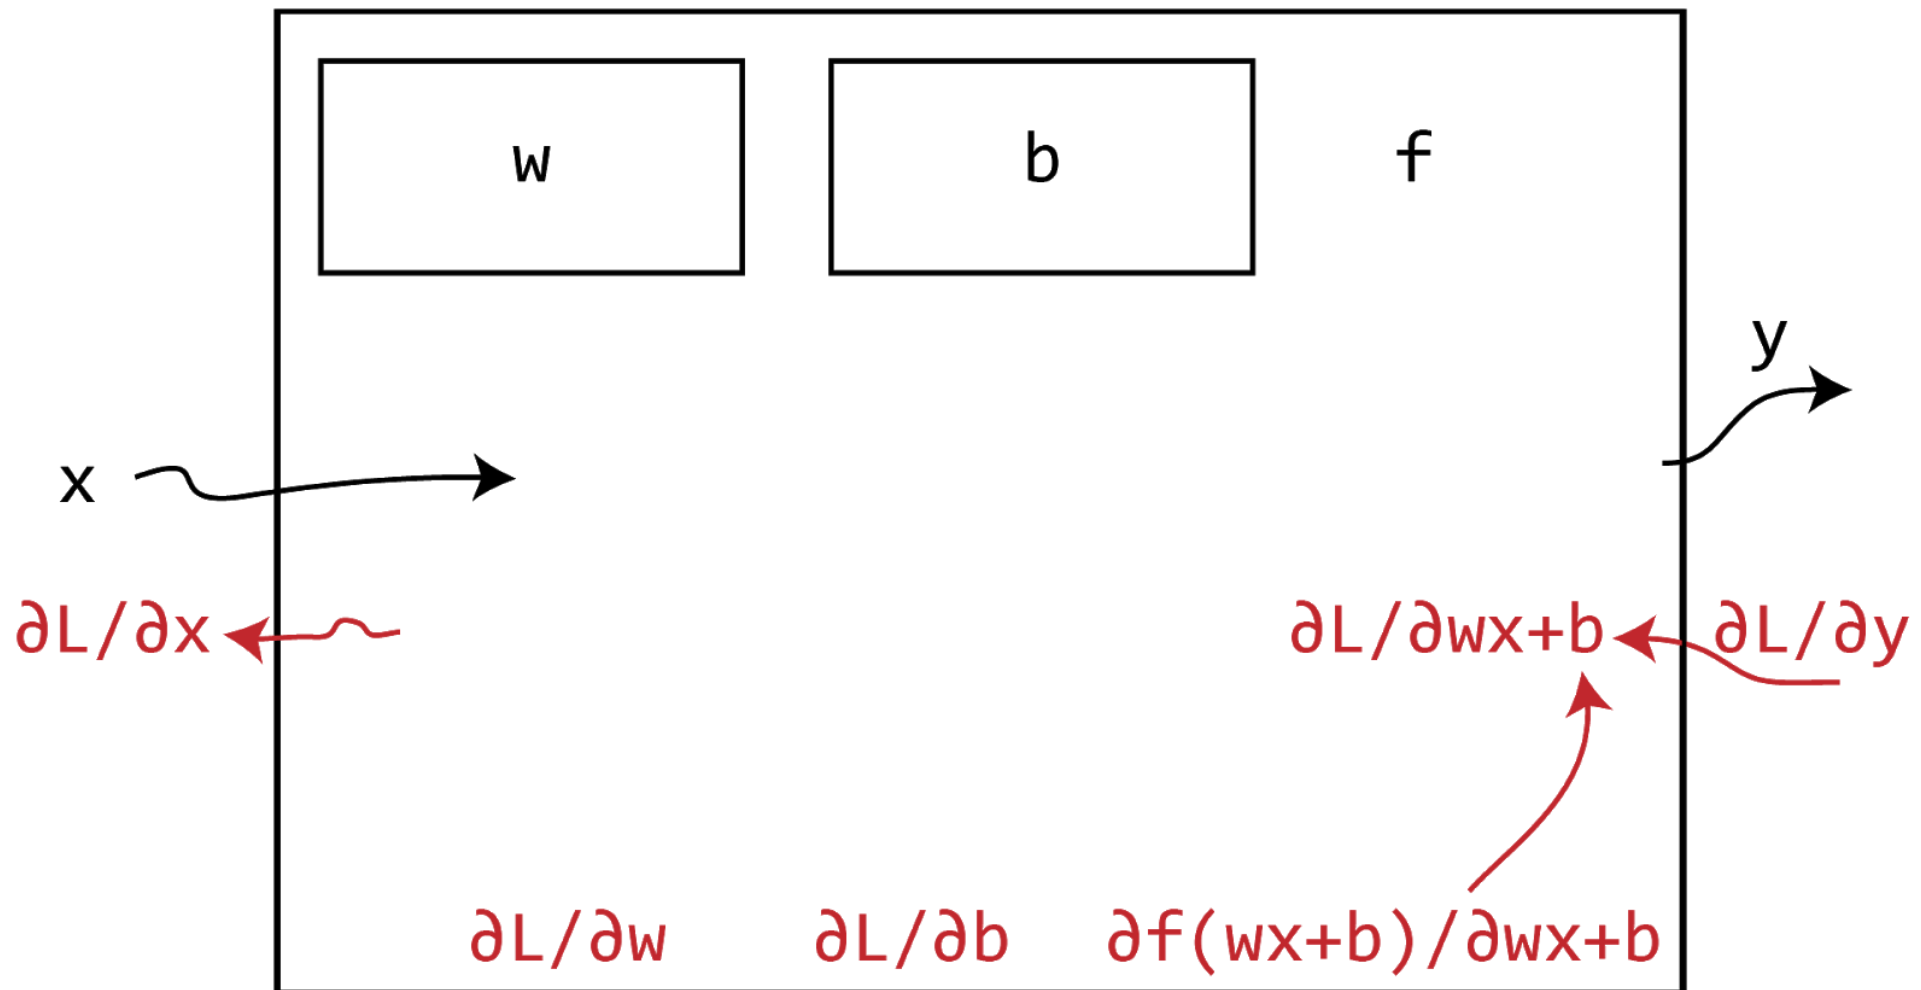 w
b
f
y
x
∂L/∂x
∂L/∂wx+b
∂L/∂y
∂L/∂w
∂L/∂b
∂f(wx+b)/∂wx+b